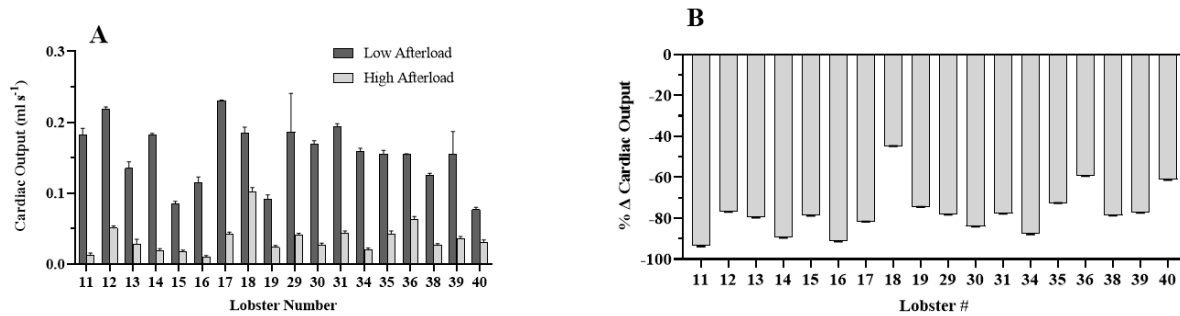 A
Low Afterload
High Afterload
Cardiac Output (ml s⁻¹)
0.3
0.2
0.1
0.0
11 12 13 14 15 16 17 18 19 29 30 31 34 35 36 38 39 40
Lobster Number
B
% Δ Cardiac Output
0
-20
-40
-60
-80
-100
11 12 13 14 15 16 17 18 19 29 30 31 34 35 36 38 39 40
Lobster #